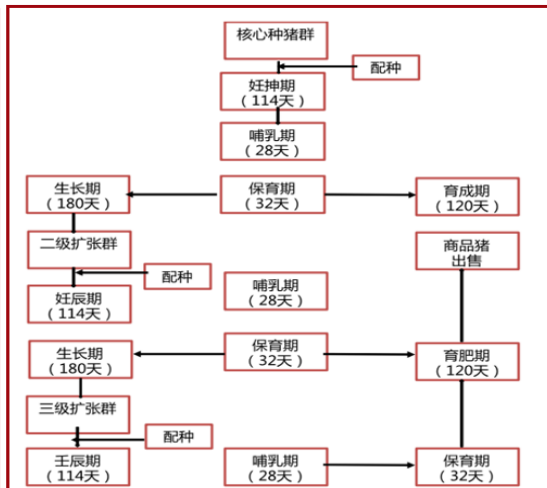 核心种猪群
配种
妊抻期
（114天）
哺乳期
（28天）
生长期
（180天）
保育期
（32天）
育成期
（120天）
二级扩张群
商品猪
出售
配种
妊辰期
（114天）
哺乳期
（28天）
生长期
（180天）
保育期
（32天）
育肥期
（120天）
三级扩张群
配种
壬辰期
（114天）
哺乳期
（28天）
保育期
（32天）